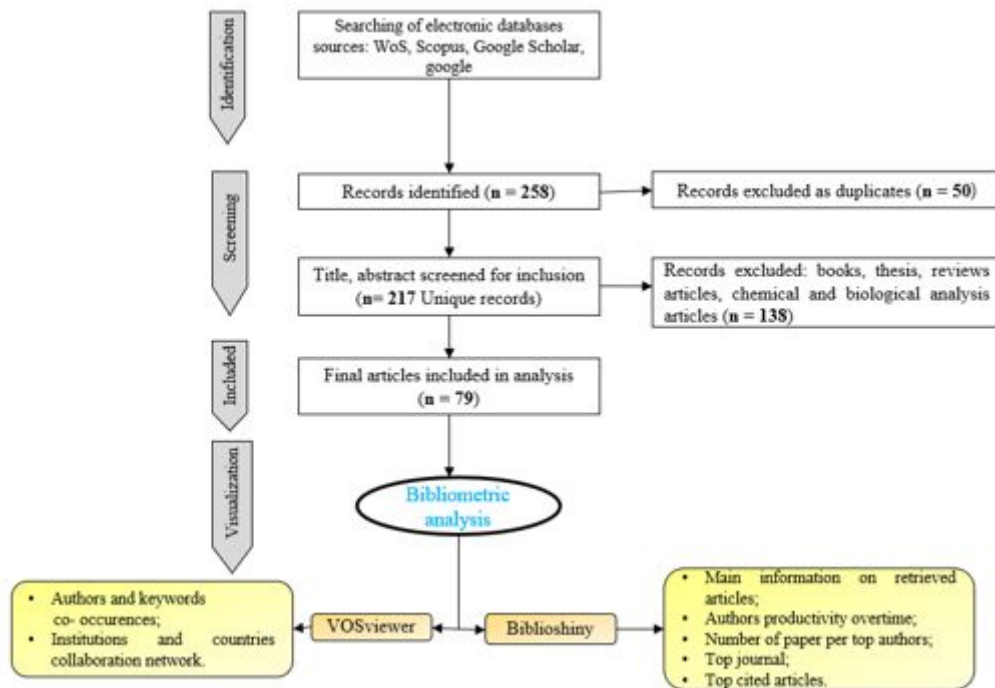 Identification
Searching of electronic databases
sources: WoS, Scopus, Google Scholar,
google
Screening
Records identified (n = 258)
Records excluded as duplicates (n = 50)
Title, abstract screened for inclusion
(n= 217 Unique records)
Records excluded: books, thesis, reviews
articles, chemical and biological analysis
articles (n = 138)
Included
Final articles included in analysis
(n = 79)
Visualization
Bibliometric
analysis
• Authors and keywords
co- occurences;
• Institutions and countries
collaboration network.
VOSviewer
Biblioshiny
• Main information on retrieved
articles;
• Authors productivity overtime;
• Number of paper per top authors;
• Top journal;
• Top cited articles.